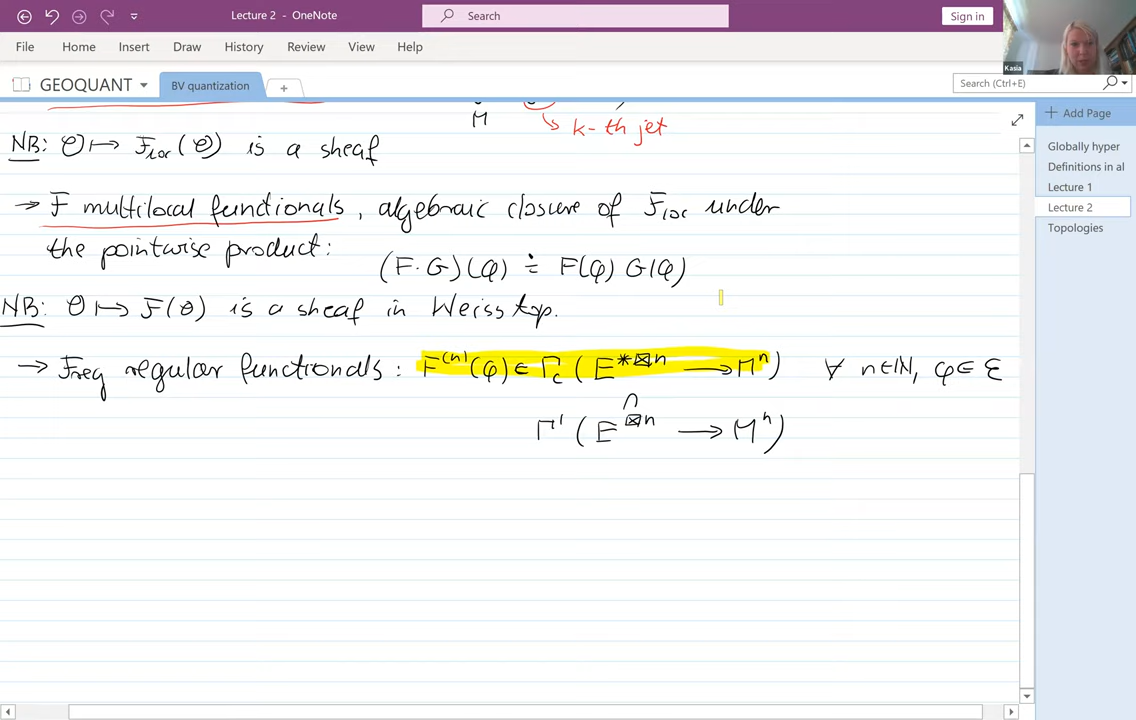 Lecture 2 - OneNote
Search
Sign in
File Home Insert Draw History Review View Help
Kasia
GEOQUANT
BV quantization
+
Search (Ctrl+E)
M
k-th jet
Add Page
Globally hyper
Definitions in al
Lecture 1
Lecture 2
Topologies
NB: O ↦ F_loc(O) is a sheaf
→ F multilocal functionals, algebraic closure of F_loc under
the pointwise product: (F·G)(φ) ≐ F(φ) G(φ)
NB: O ↦ F(O) is a sheaf in Weiss top.
→ F_reg regular functionals: F^(n)(φ) ∈ Γ_c (E^{*⊠n} → M^n) ∀ n∈ℕ, φ∈ℰ
∩
Γ' (E^{⊠n} → M^n)